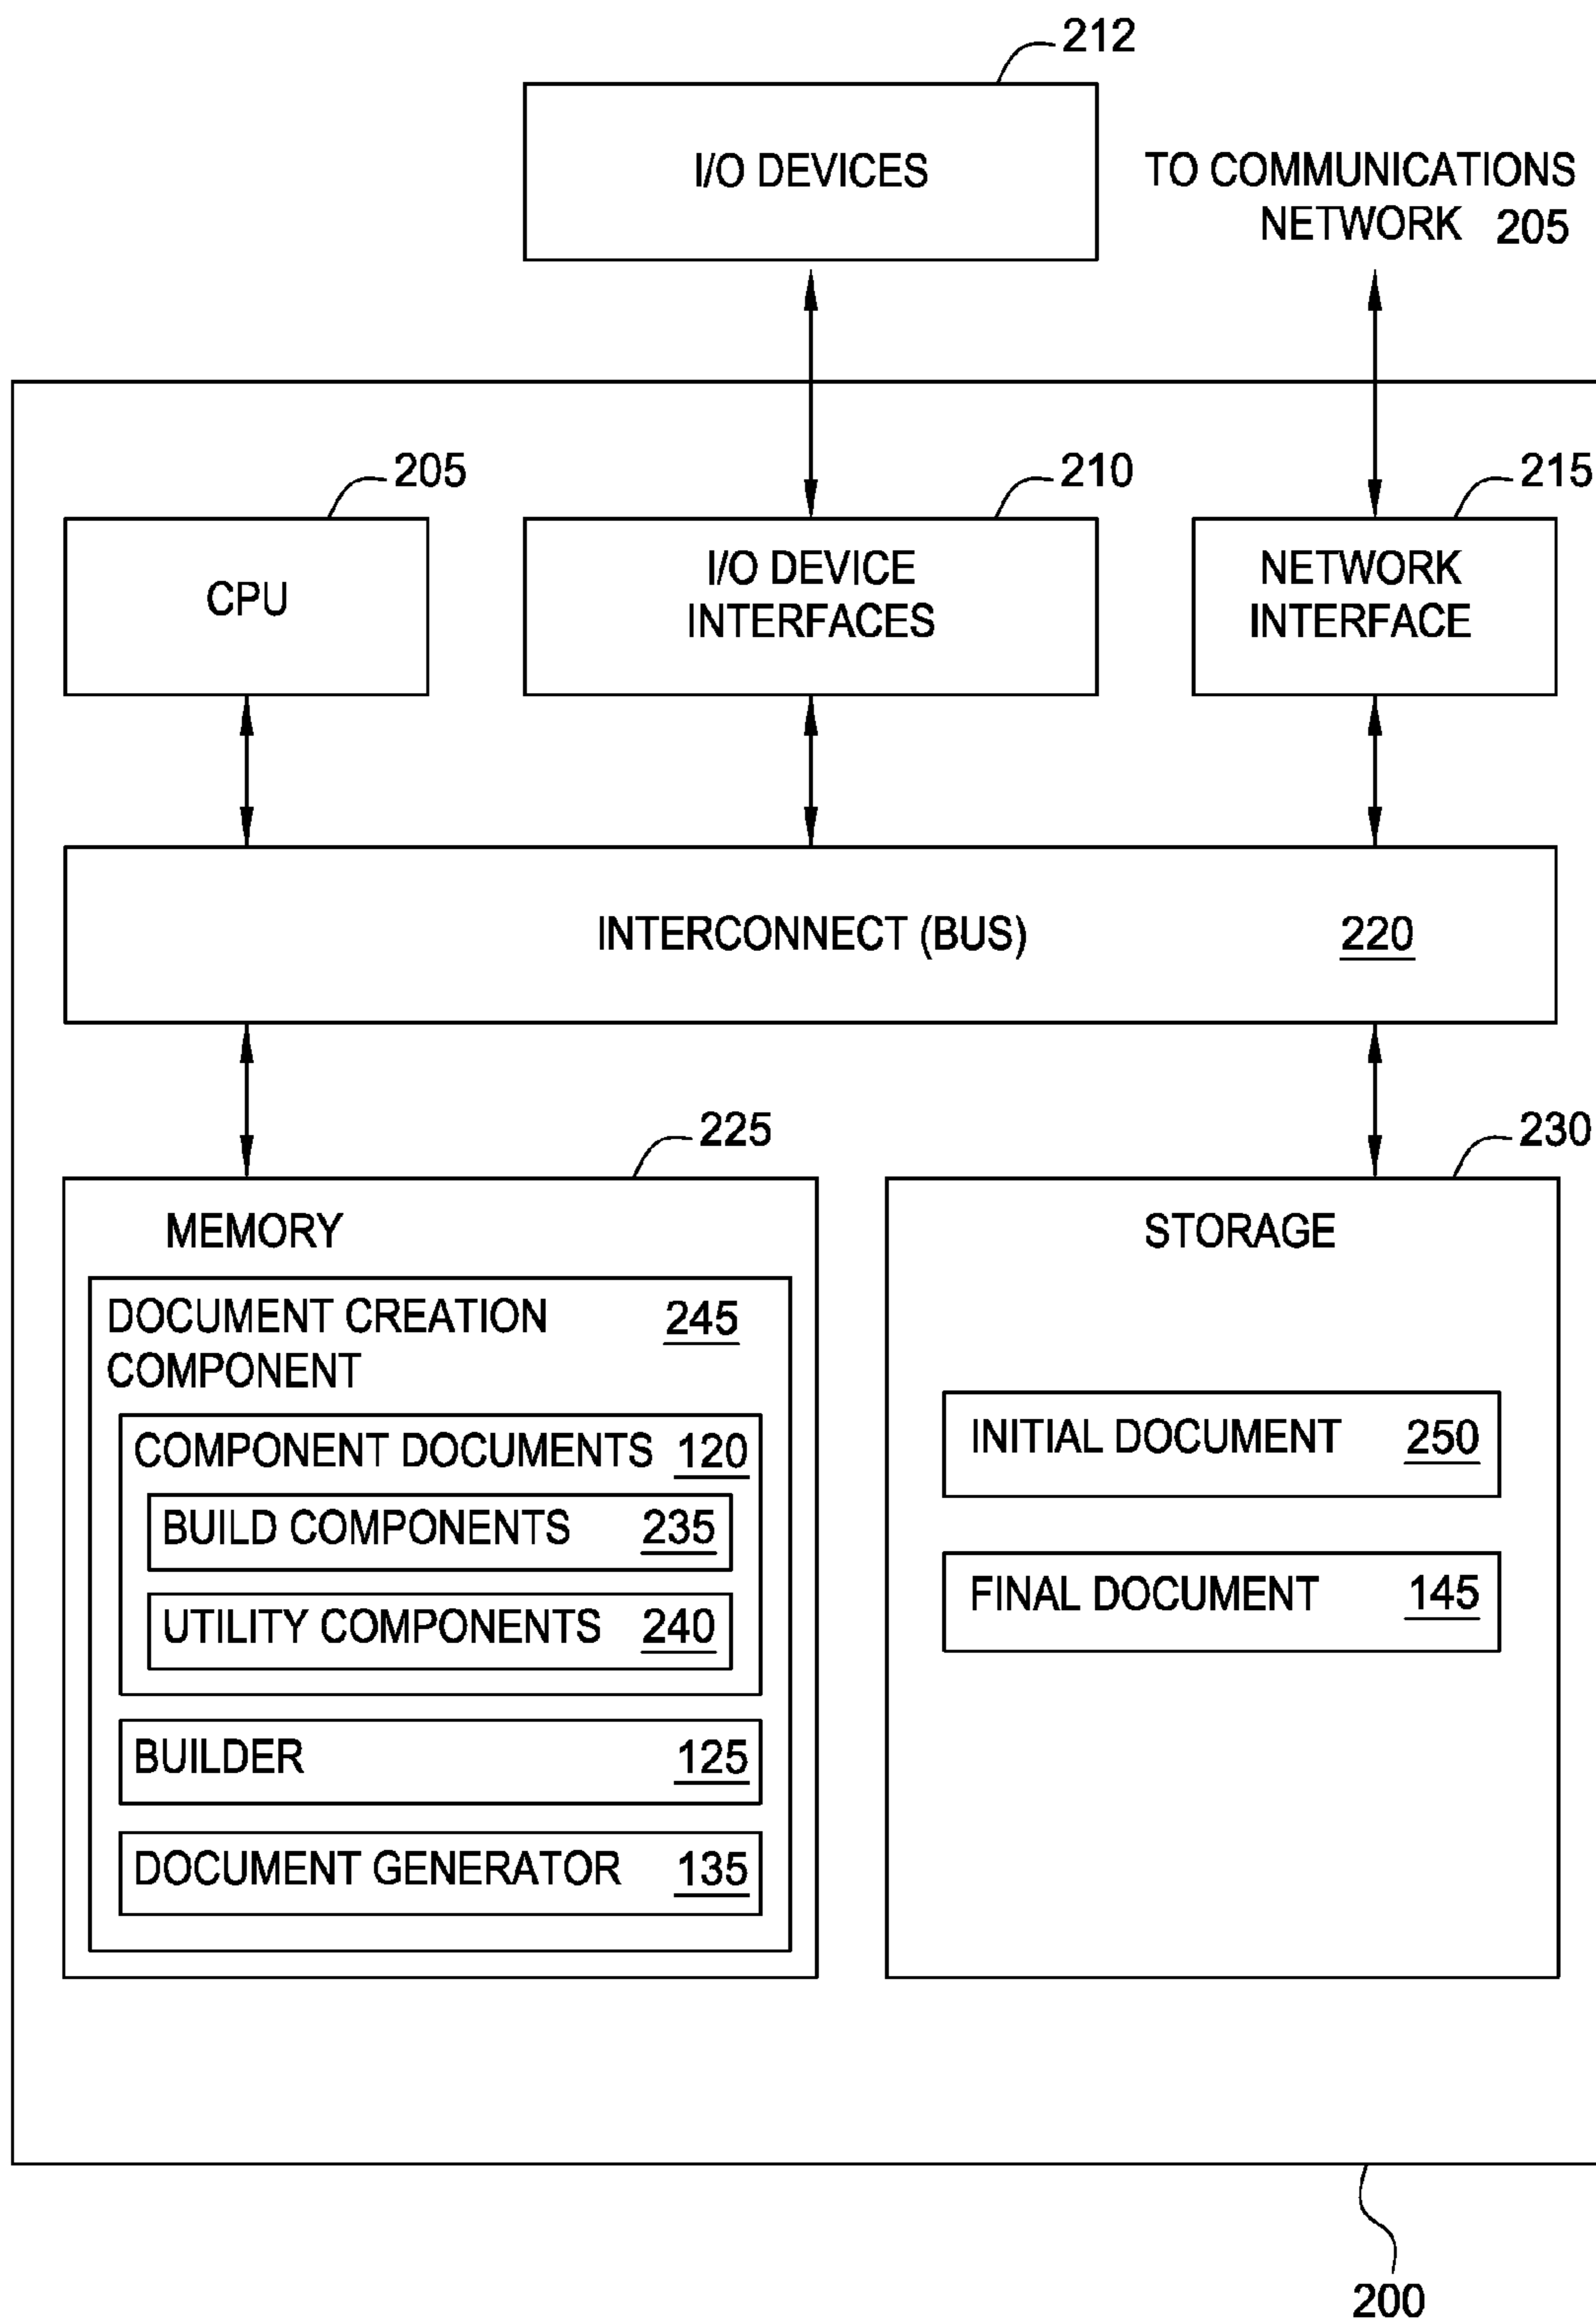 212
I/O DEVICES
TO COMMUNICATIONS
NETWORK 205
205
210
215
CPU
I/O DEVICE
INTERFACES
NETWORK
INTERFACE
INTERCONNECT (BUS) 220
225
230
MEMORY
DOCUMENT CREATION 245
COMPONENT
COMPONENT DOCUMENTS 120
BUILD COMPONENTS 235
UTILITY COMPONENTS 240
BUILDER 125
DOCUMENT GENERATOR 135
STORAGE
INITIAL DOCUMENT 250
FINAL DOCUMENT 145
200